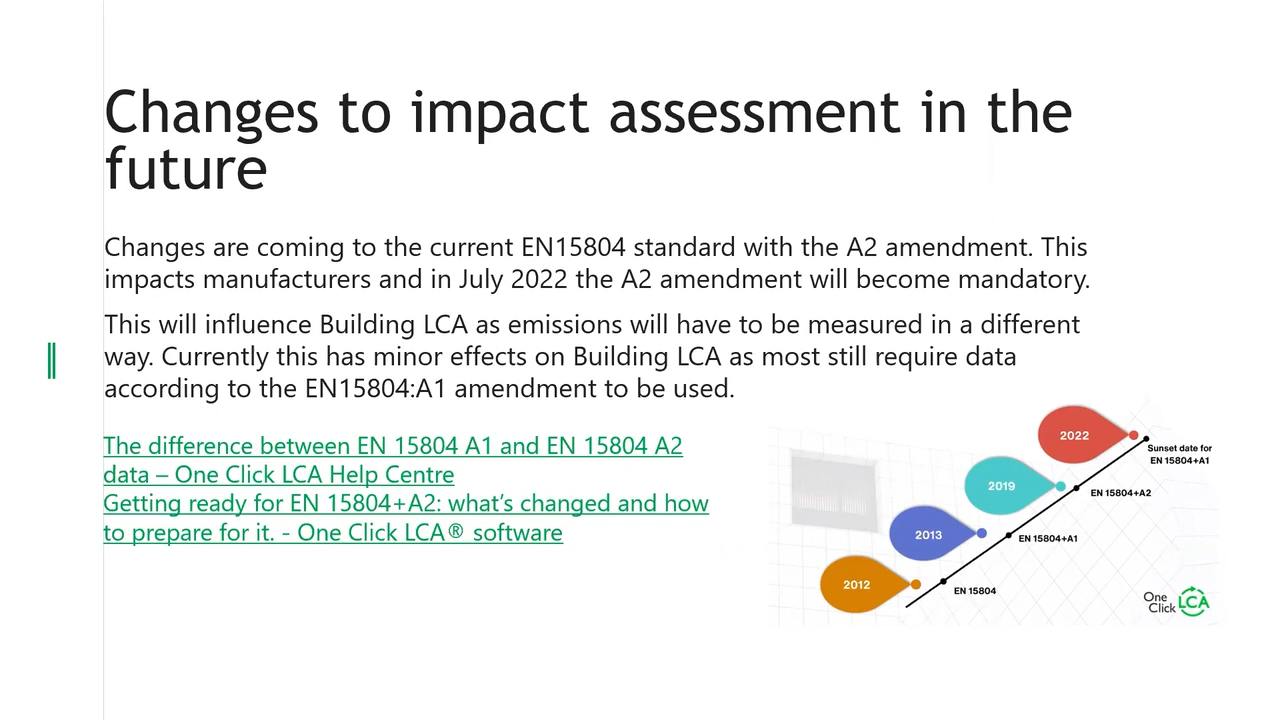 Changes to impact assessment in the
future
Changes are coming to the current EN15804 standard with the A2 amendment. This
impacts manufacturers and in July 2022 the A2 amendment will become mandatory.
This will influence Building LCA as emissions will have to be measured in a different
way. Currently this has minor effects on Building LCA as most still require data
according to the EN15804:A1 amendment to be used.
The difference between EN 15804 A1 and EN 15804 A2
data – One Click LCA Help Centre
Getting ready for EN 15804+A2: what's changed and how
to prepare for it. - One Click LCA® software
2022
Sunset date for
EN 15804+A1
2019
EN 15804+A2
2013
EN 15804+A1
2012
EN 15804
One
Click
LCA